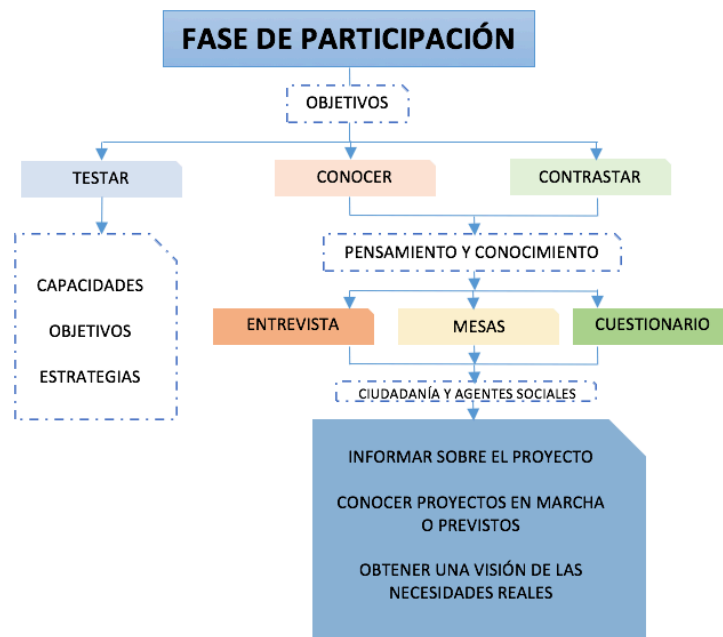 FASE DE PARTICIPACIÓN
OBJETIVOS
TESTAR
CONOCER
CONTRASTAR
CAPACIDADES
OBJETIVOS
ESTRATEGIAS
PENSAMIENTO Y CONOCIMIENTO
ENTREVISTA
MESAS
CUESTIONARIO
CIUDADANÍA Y AGENTES SOCIALES
INFORMAR SOBRE EL PROYECTO
CONOCER PROYECTOS EN MARCHA
O PREVISTOS
OBTENER UNA VISIÓN DE LAS
NECESIDADES REALES